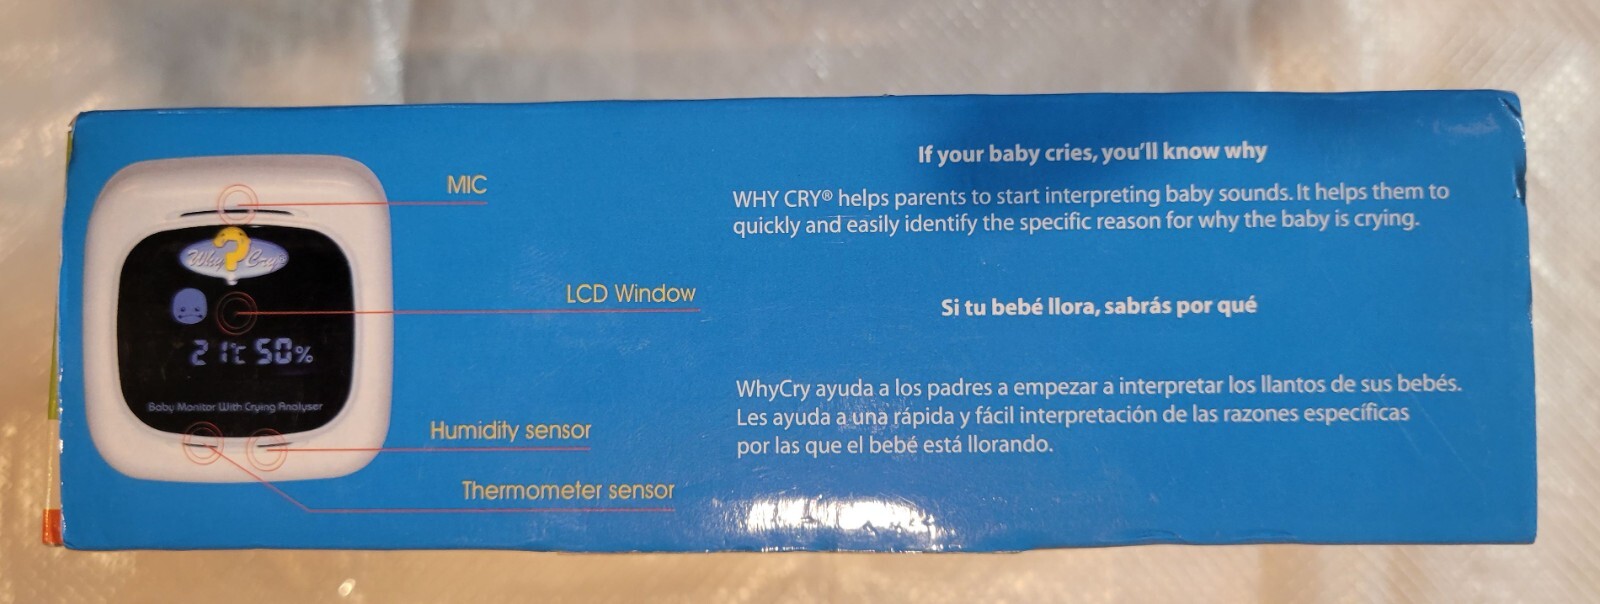 MIC
Why ? Cry®
LCD Window
21°C 50%
Baby Monitor With Crying Analyser
Humidity sensor
Thermometer sensor
If your baby cries, you'll know why
WHY CRY® helps parents to start interpreting baby sounds. It helps them to
quickly and easily identify the specific reason for why the baby is crying.
Si tu bebé llora, sabrás por qué
WhyCry ayuda a los padres a empezar a interpretar los llantos de sus bebés.
Les ayuda a una rápida y fácil interpretación de las razones específicas
por las que el bebé está llorando.